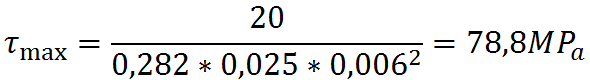 τmax = 20 / 0,282 * 0,025 * 0,006² = 78,8MPa